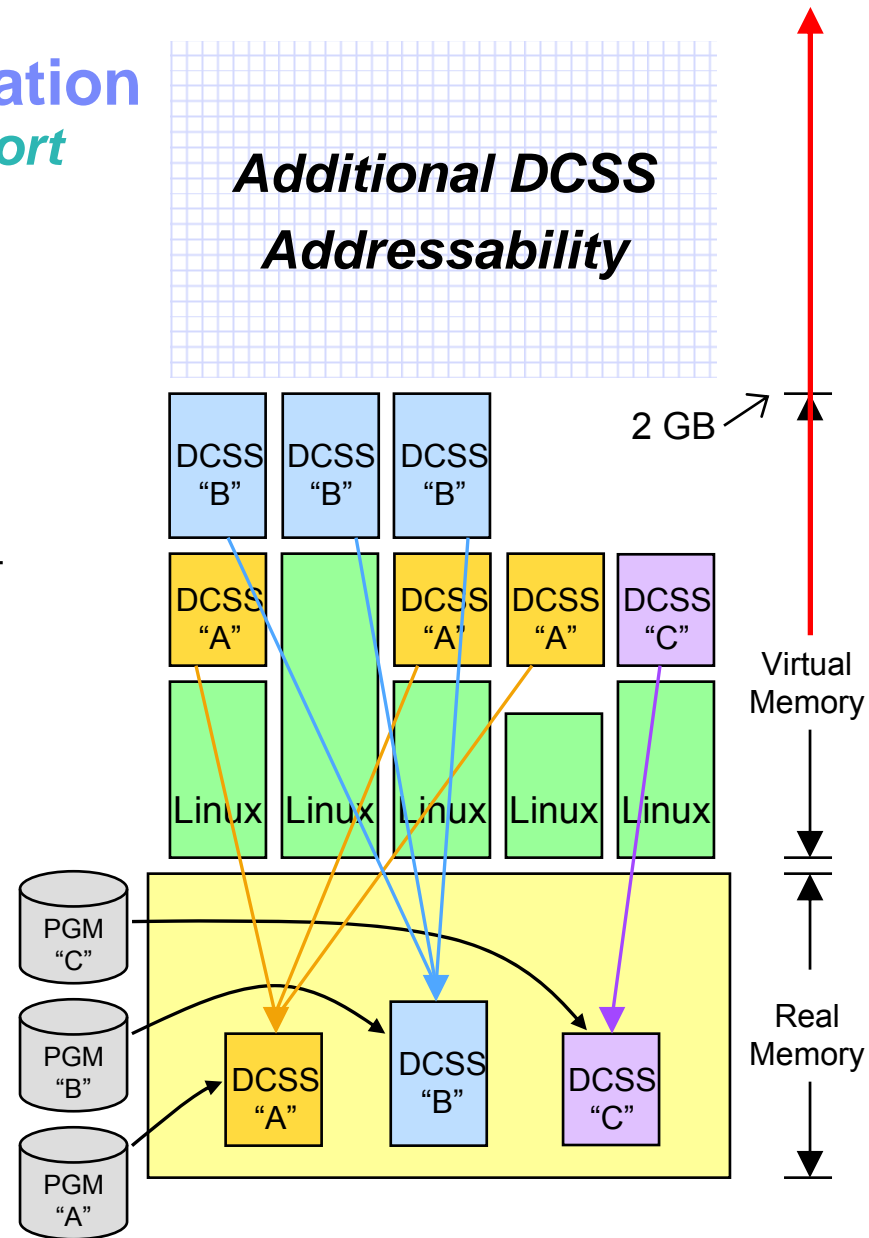 ation
ort
Additional DCSS
Addressability
2 GB
DCSS
“B”
DCSS
“B”
DCSS
“B”
DCSS
“A”
DCSS
“A”
DCSS
“A”
DCSS
“C”
Virtual
Memory
Linux
Linux
Linux
Linux
Linux
PGM
“C”
PGM
“B”
PGM
“A”
DCSS
“A”
DCSS
“B”
DCSS
“C”
Real
Memory